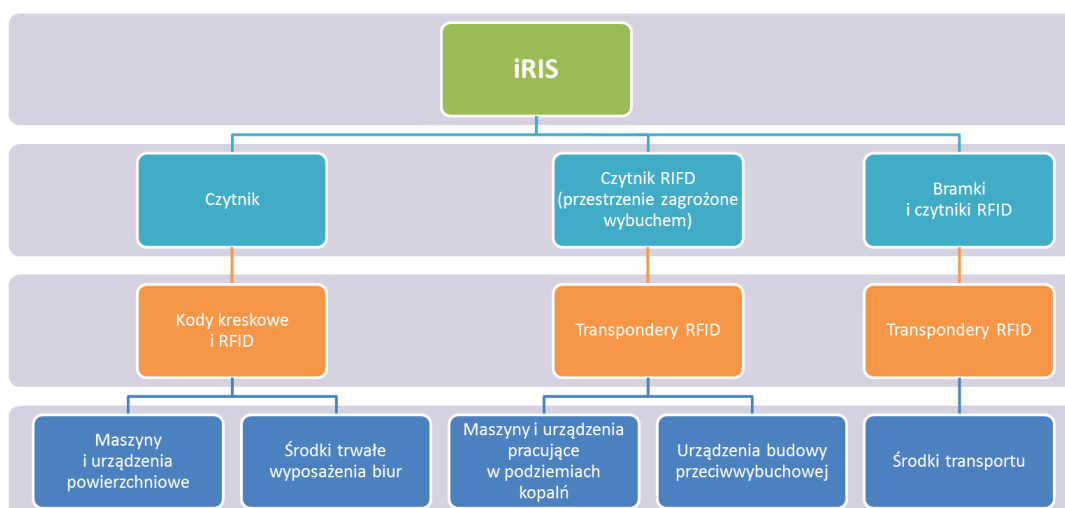 iRIS
Czytnik
Czytnik RIFD
(przestrzenie zagrożone
wybuchem)
Bramki
i czytniki RFID
Kody kreskowe
i RFID
Transpondery RFID
Transpondery RFID
Maszyny
i urządzenia
powierzchniowe
Środki trwałe
wyposażenia biur
Maszyny i urządzenia
pracujące
w podziemiach
kopalń
Urządzenia budowy
przeciwwybuchowej
Środki transportu